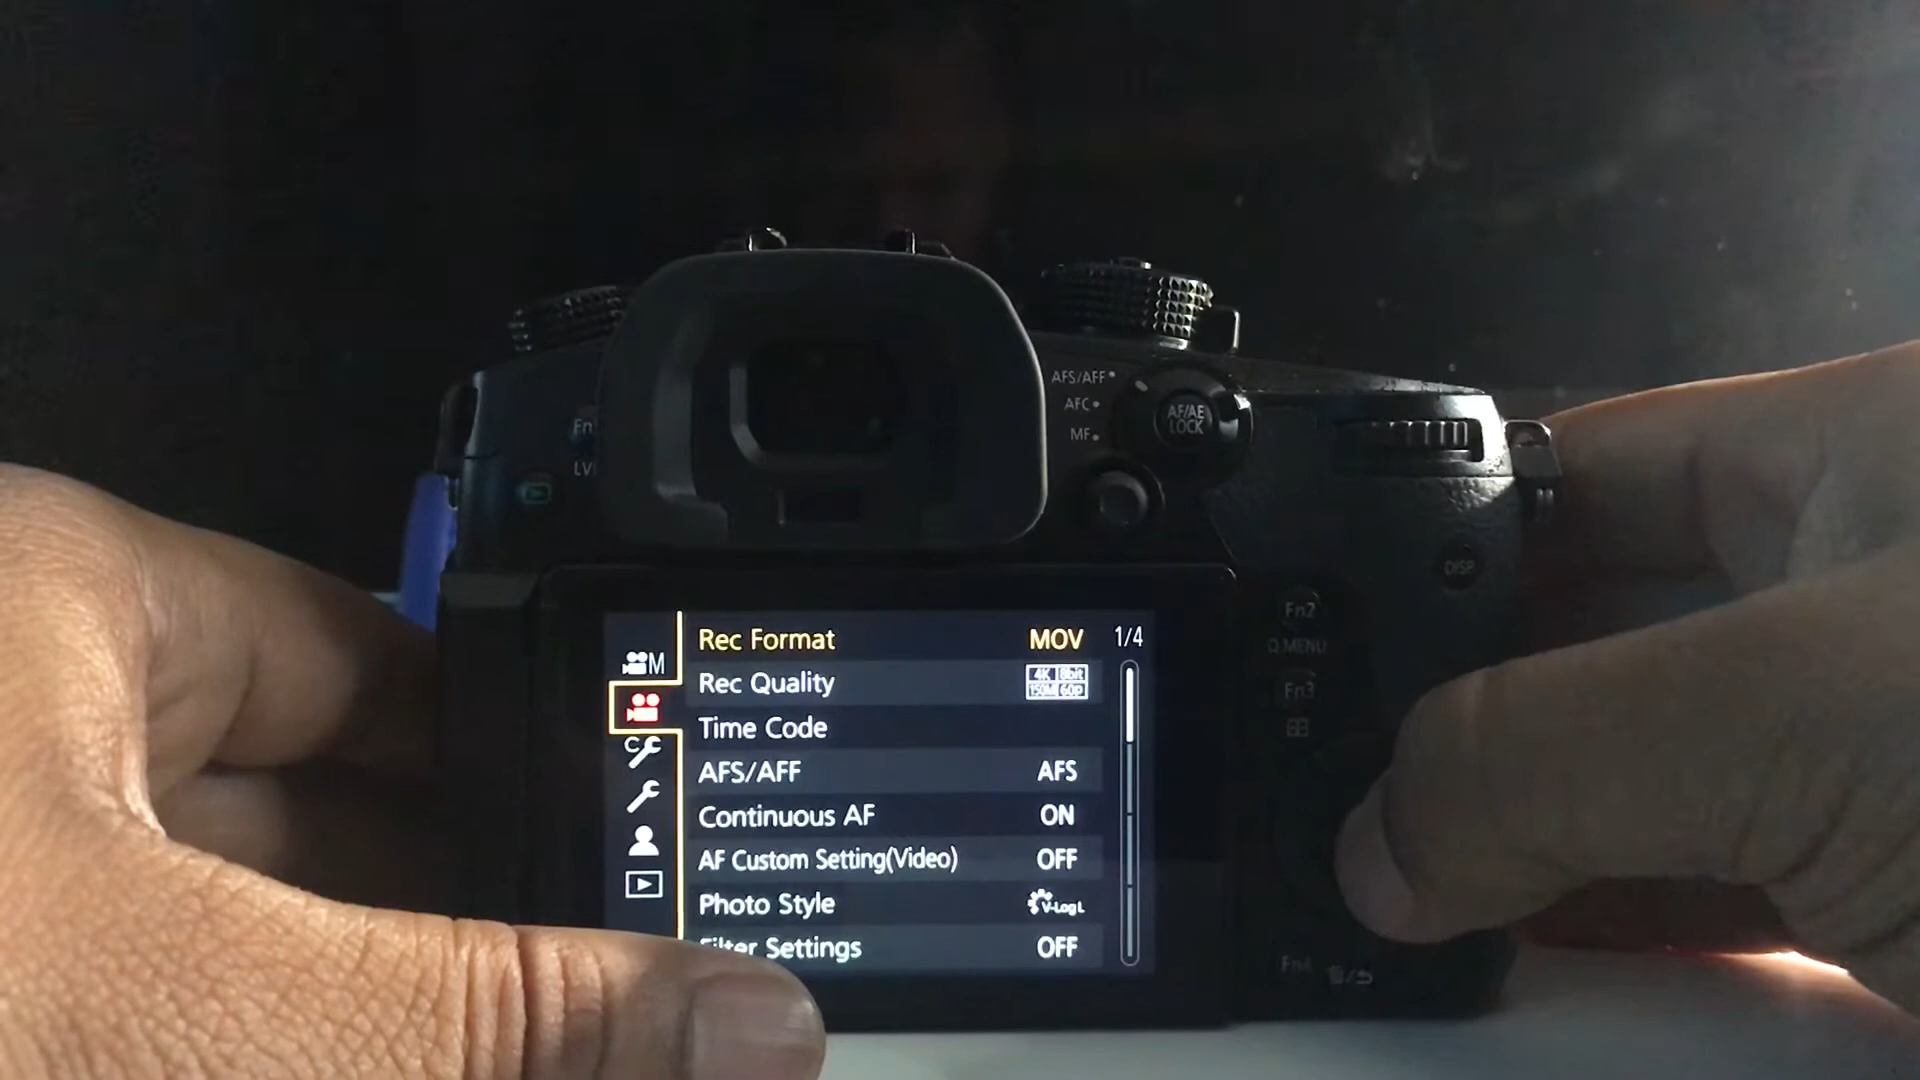 AFS/AFF
AFC
MF
AF/AE
LOCK
Fn
LV
DISP
Fn2
Q.MENU
Fn3
Fn4
M
C
Rec Format MOV 1/4
Rec Quality 4K 8bit 150M 60p
Time Code
AFS/AFF AFS
Continuous AF ON
AF Custom Setting(Video) OFF
Photo Style V-Log L
Filter Settings OFF